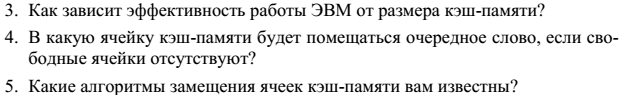 3. Как зависит эффективность работы ЭВМ от размера кэш-памяти?
4. В какую ячейку кэш-памяти будет помещаться очередное слово, если сво-
бодные ячейки отсутствуют?
5. Какие алгоритмы замещения ячеек кэш-памяти вам известны?